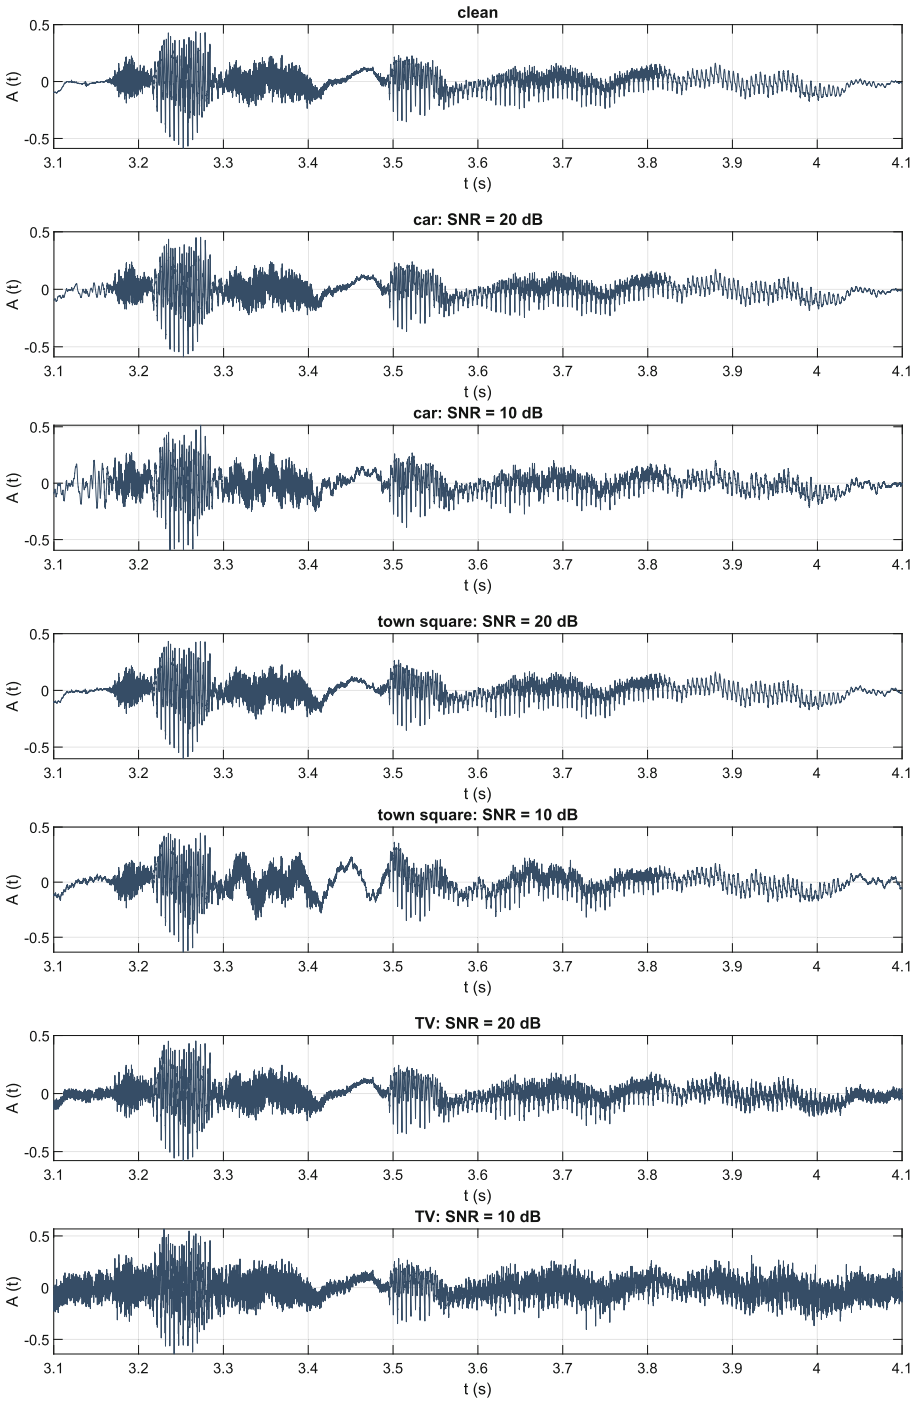 clean
0.5
0
-0.5
A (t)
3.1 3.2 3.3 3.4 3.5 3.6 3.7 3.8 3.9 4 4.1
t (s)
car: SNR = 20 dB
0.5
0
-0.5
A (t)
3.1 3.2 3.3 3.4 3.5 3.6 3.7 3.8 3.9 4 4.1
t (s)
car: SNR = 10 dB
0.5
0
-0.5
A (t)
3.1 3.2 3.3 3.4 3.5 3.6 3.7 3.8 3.9 4 4.1
t (s)
town square: SNR = 20 dB
0.5
0
-0.5
A (t)
3.1 3.2 3.3 3.4 3.5 3.6 3.7 3.8 3.9 4 4.1
t (s)
town square: SNR = 10 dB
0.5
0
-0.5
A (t)
3.1 3.2 3.3 3.4 3.5 3.6 3.7 3.8 3.9 4 4.1
t (s)
TV: SNR = 20 dB
0.5
0
-0.5
A (t)
3.1 3.2 3.3 3.4 3.5 3.6 3.7 3.8 3.9 4 4.1
t (s)
TV: SNR = 10 dB
0.5
0
-0.5
A (t)
3.1 3.2 3.3 3.4 3.5 3.6 3.7 3.8 3.9 4 4.1
t (s)